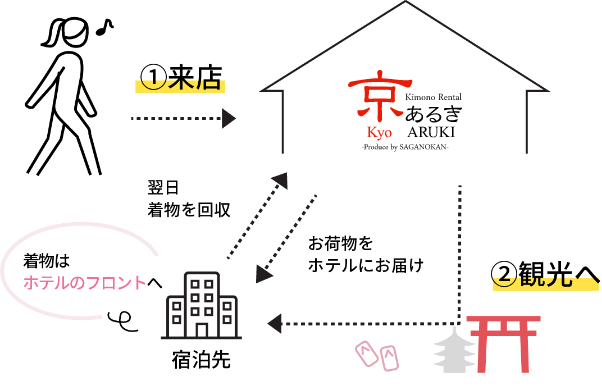 ①来店
京
Kimono Rental
あるき
Kyo ARUKI
-Produce by SAGANOKAN-
翌日
着物を回収
お荷物を
ホテルにお届け
②観光へ
着物は
ホテルのフロントへ
宿泊先